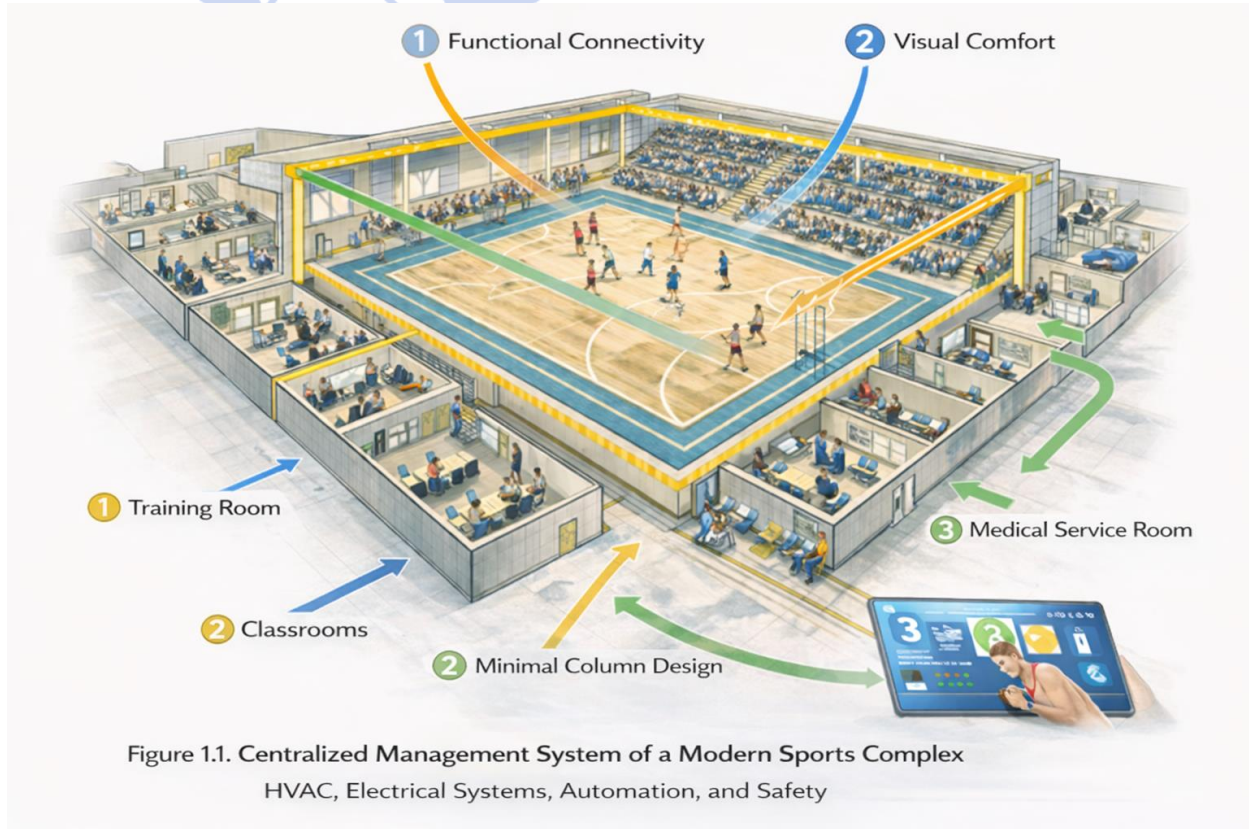 1 Functional Connectivity
2 Visual Comfort
1 Training Room
2 Classrooms
2 Minimal Column Design
3 Medical Service Room
3
Figure 1.1. Centralized Management System of a Modern Sports Complex
HVAC, Electrical Systems, Automation, and Safety